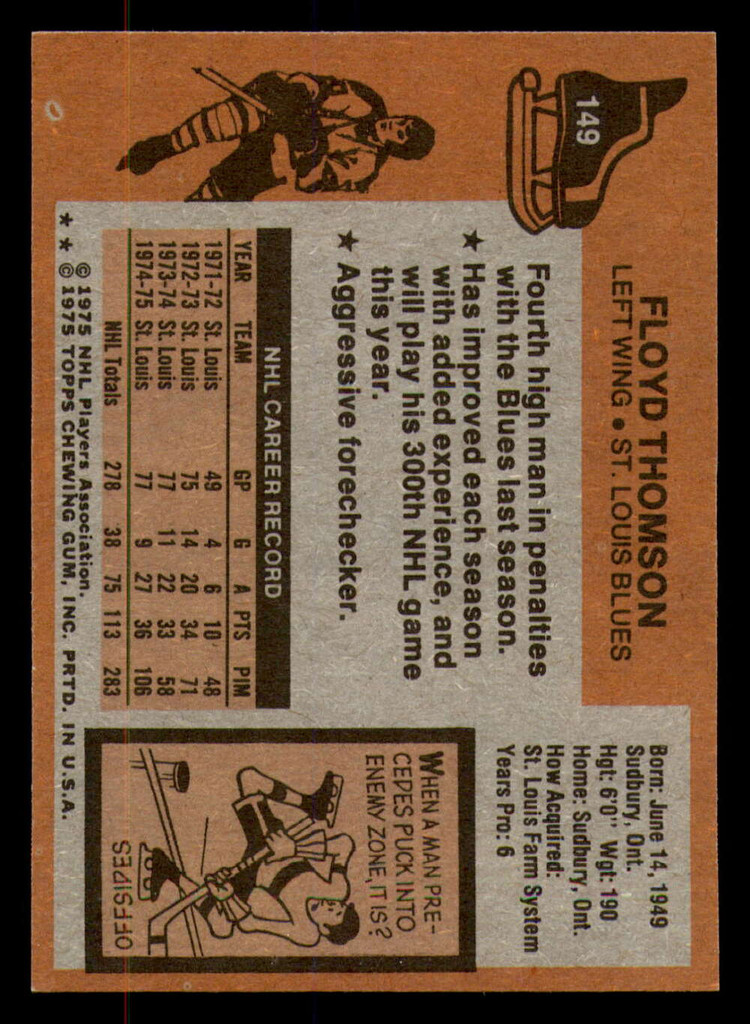 149
FLOYD THOMSON
LEFT WING • ST. LOUIS BLUES
Born: June 14, 1949
Sudbury, Ont.
Hgt: 6'0" Wgt: 190
Home: Sudbury, Ont.
How Acquired:
St. Louis Farm System
Years Pro: 6
Fourth high man in penalties
with the Blues last season.
★ Has improved each season
with added experience, and
will play his 300th NHL game
this year.
★ Aggressive forechecker.
NHL CAREER RECORD
YEAR TEAM GP G A PTS PIM
1971-72 St. Louis 49 4 6 10 48
1972-73 St. Louis 75 14 20 34 71
1973-74 St. Louis 77 11 22 33 58
1974-75 St. Louis 77 9 27 36 106
NHL Totals 278 38 75 113 283
WHEN A MAN PRE-
CEDES PUCK INTO
ENEMY ZONE, IT IS?
OFFSIDES
★ © 1975 NHL Players Association.
★ © 1975 TOPPS CHEWING GUM, INC. PRTD. IN U.S.A.